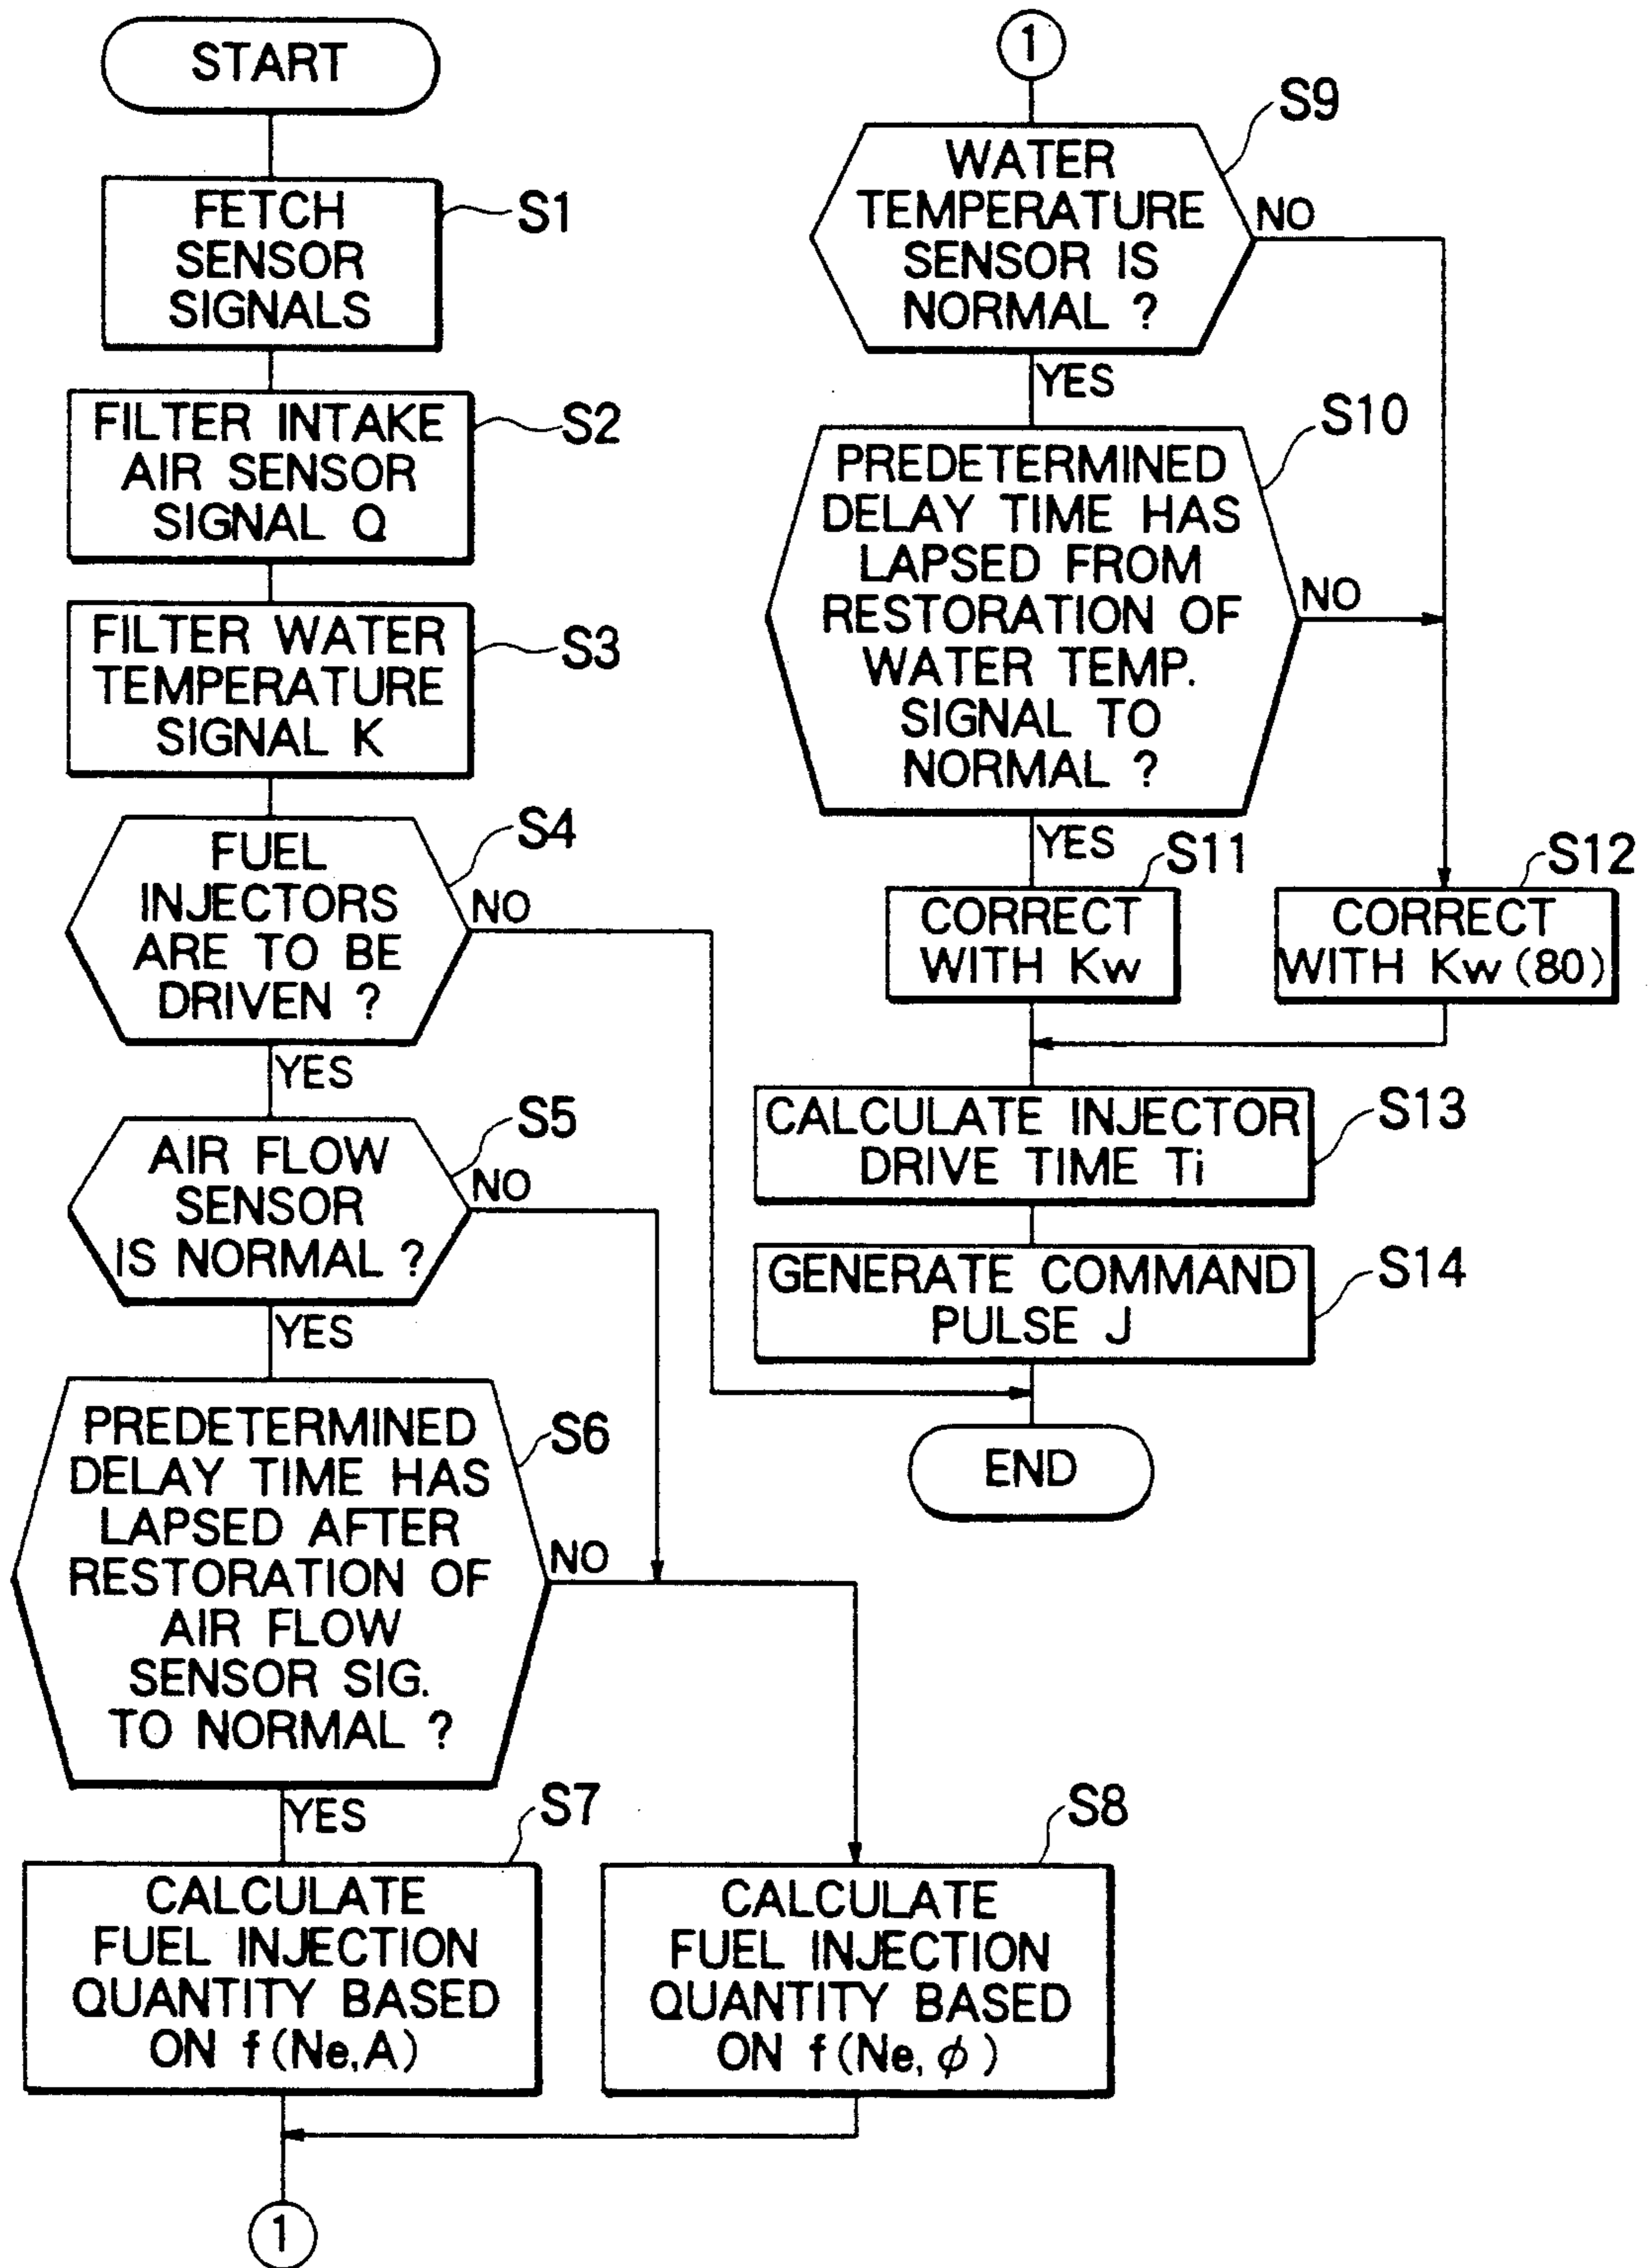 START
FETCH
SENSOR
SIGNALS
S1
FILTER INTAKE
AIR SENSOR
SIGNAL Q
S2
FILTER WATER
TEMPERATURE
SIGNAL K
S3
FUEL
INJECTORS
ARE TO BE
DRIVEN ?
S4
NO
YES
AIR FLOW
SENSOR
IS NORMAL ?
S5
NO
YES
PREDETERMINED
DELAY TIME HAS
LAPSED AFTER
RESTORATION OF
AIR FLOW
SENSOR SIG.
TO NORMAL ?
S6
NO
YES
S7
CALCULATE
FUEL INJECTION
QUANTITY BASED
ON f(Ne,A)
S8
CALCULATE
FUEL INJECTION
QUANTITY BASED
ON f(Ne, ϕ)
1
1
WATER
TEMPERATURE
SENSOR IS
NORMAL ?
S9
NO
YES
PREDETERMINED
DELAY TIME HAS
LAPSED FROM
RESTORATION OF
WATER TEMP.
SIGNAL TO
NORMAL ?
S10
NO
YES
S11
CORRECT
WITH Kw
S12
CORRECT
WITH Kw (80)
CALCULATE INJECTOR
DRIVE TIME Ti
S13
GENERATE COMMAND
PULSE J
S14
END